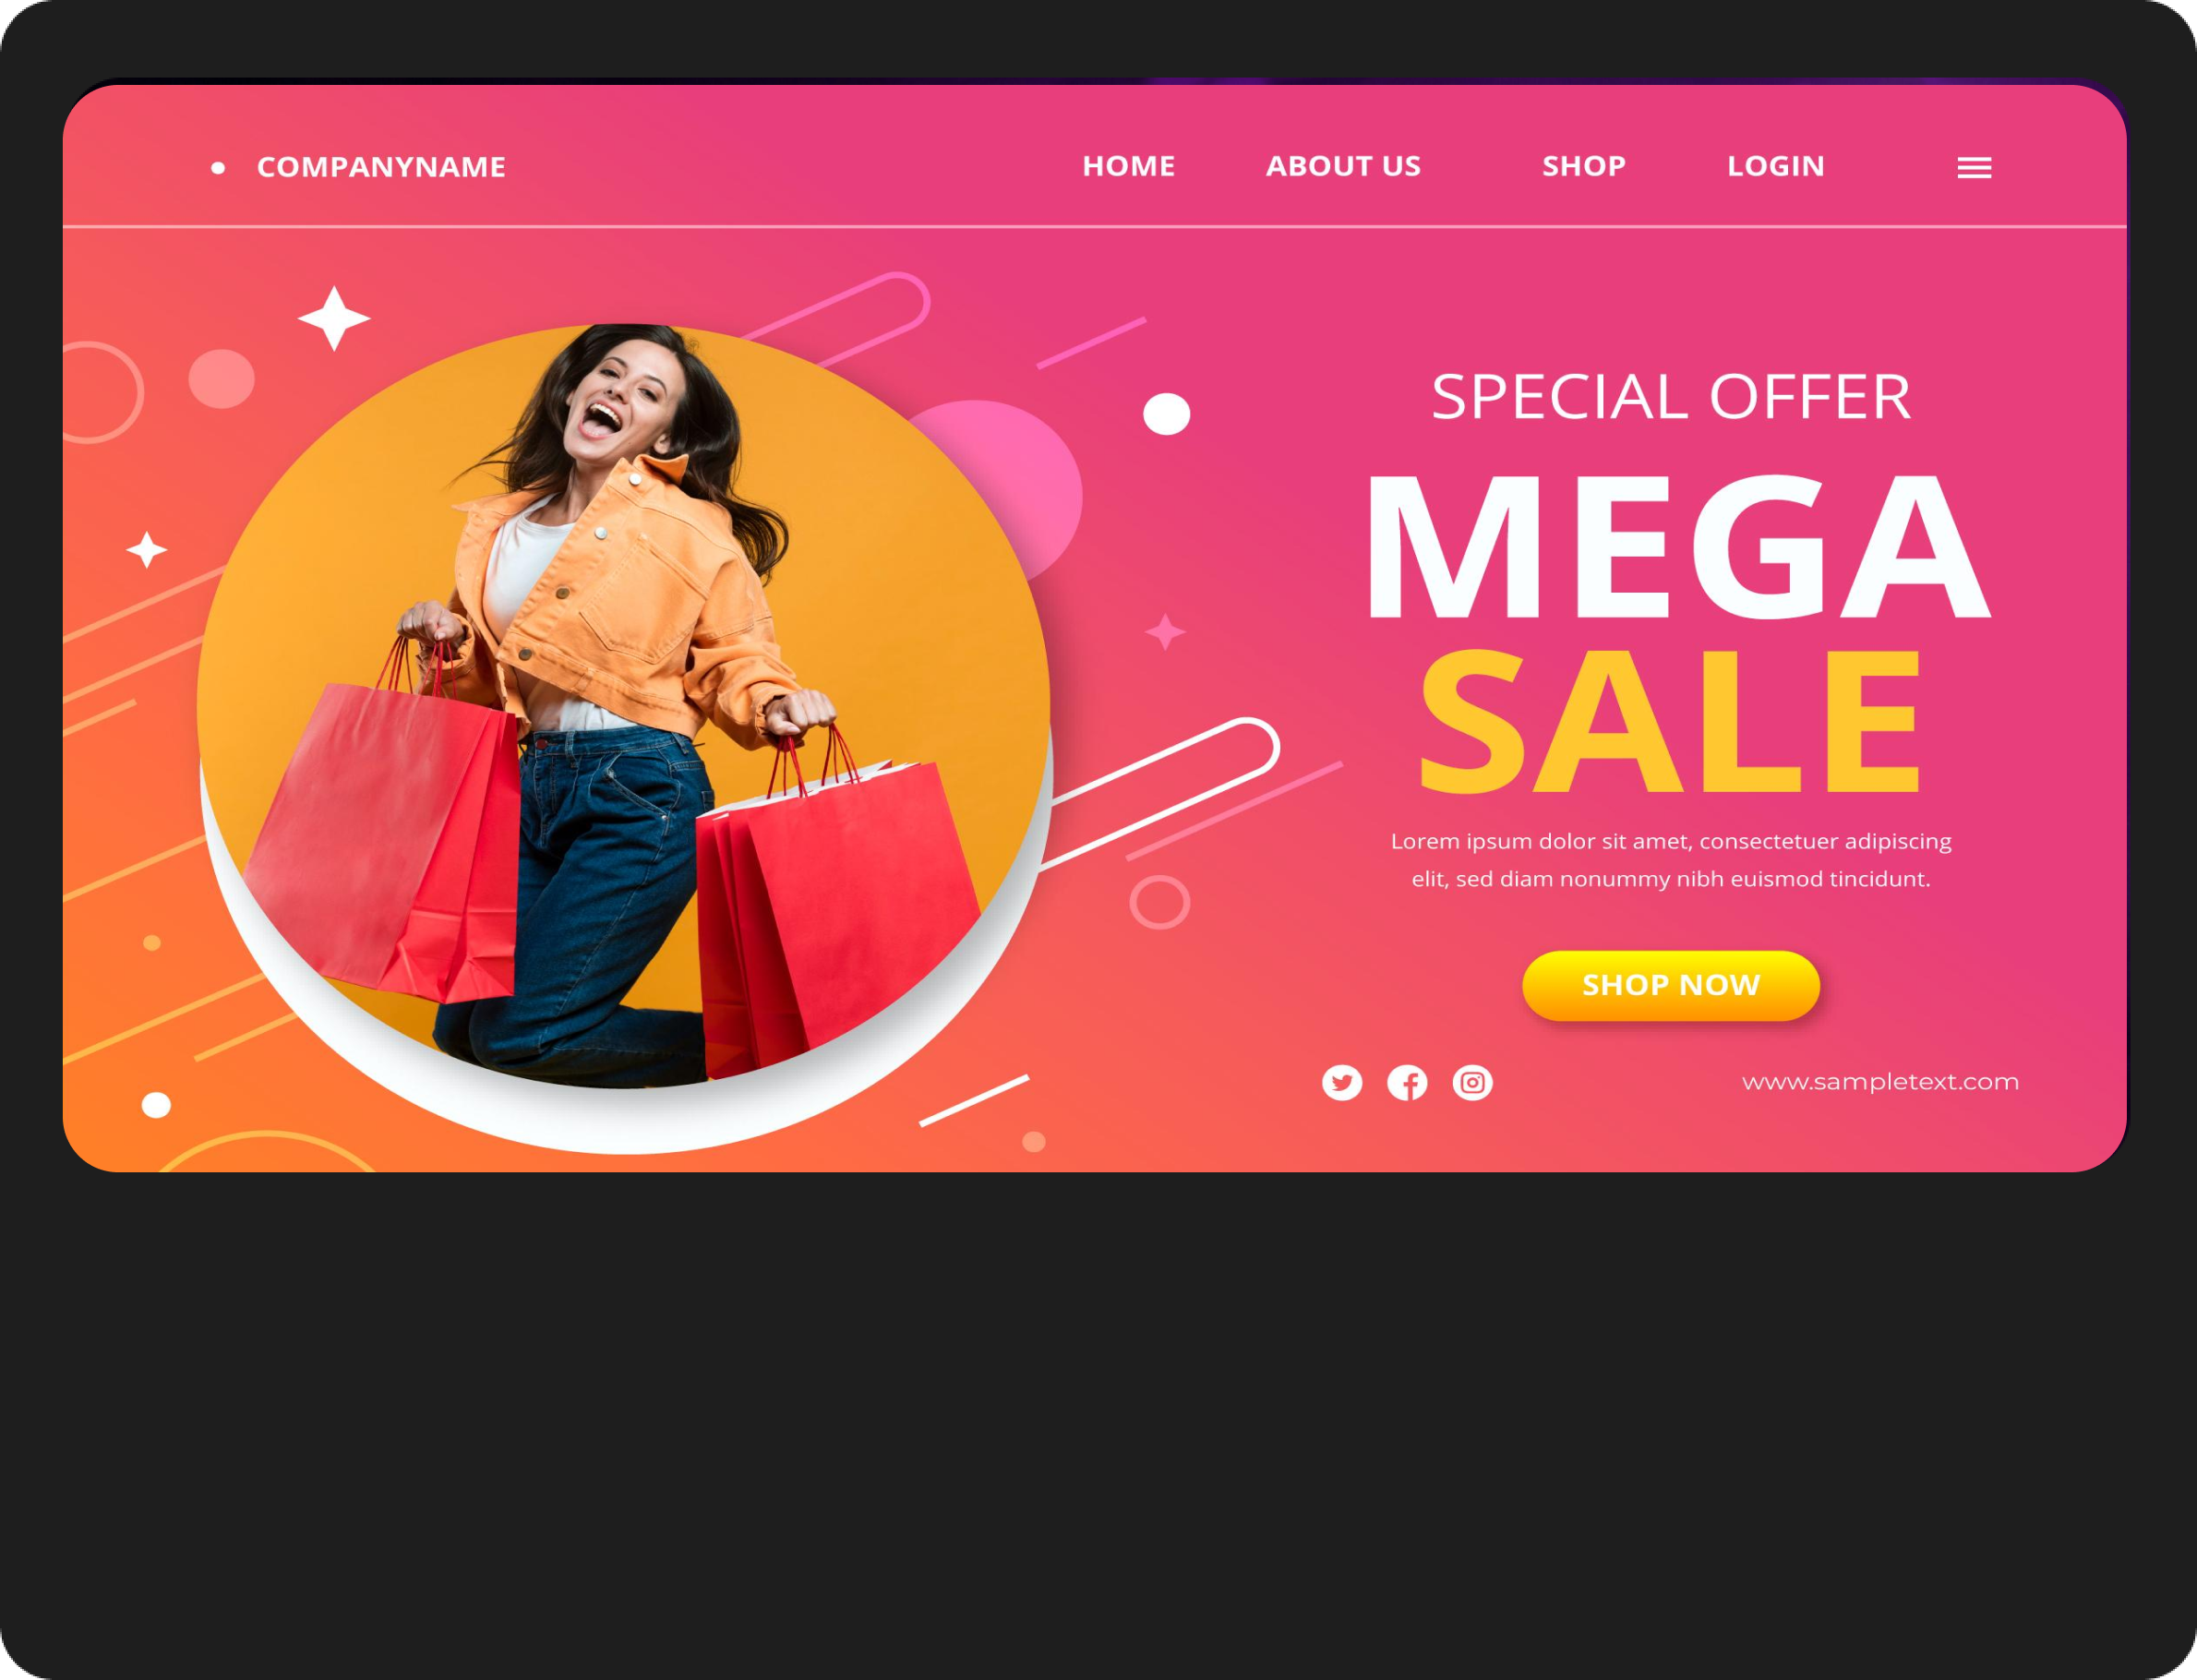 COMPANYNAME
HOME
ABOUT US
SHOP
LOGIN
SPECIAL OFFER
MEGA
SALE
Lorem ipsum dolor sit amet, consectetuer adipiscing
elit, sed diam nonummy nibh euismod tincidunt.
SHOP NOW
www.sampletext.com